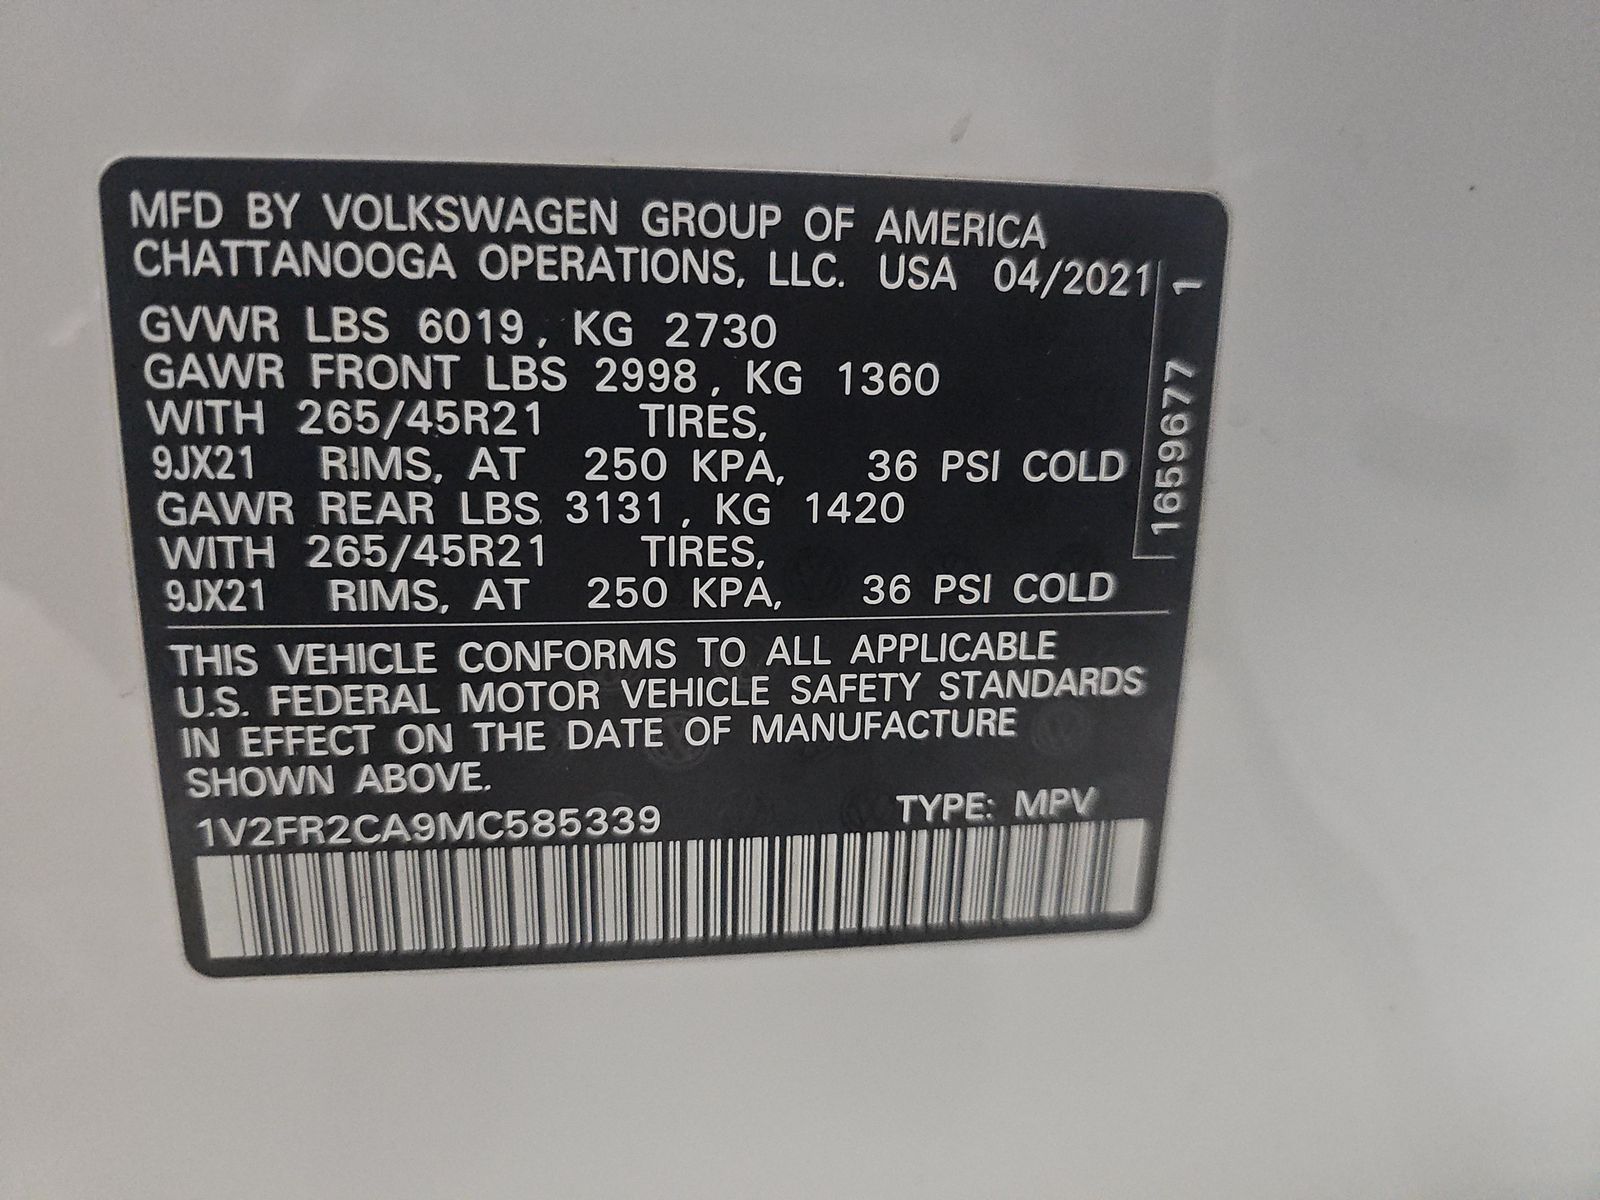 MFD BY VOLKSWAGEN GROUP OF AMERICA
CHATTANOOGA OPERATIONS, LLC. USA 04/2021
GVWR LBS 6019, KG 2730
GAWR FRONT LBS 2998, KG 1360
WITH 265/45R21 TIRES,
9JX21 RIMS, AT 250 KPA, 36 PSI COLD
GAWR REAR LBS 3131, KG 1420
WITH 265/45R21 TIRES,
9JX21 RIMS, AT 250 KPA, 36 PSI COLD
1659677 1
THIS VEHICLE CONFORMS TO ALL APPLICABLE
U.S. FEDERAL MOTOR VEHICLE SAFETY STANDARDS
IN EFFECT ON THE DATE OF MANUFACTURE
SHOWN ABOVE.
1V2FR2CA9MC585339 TYPE: MPV